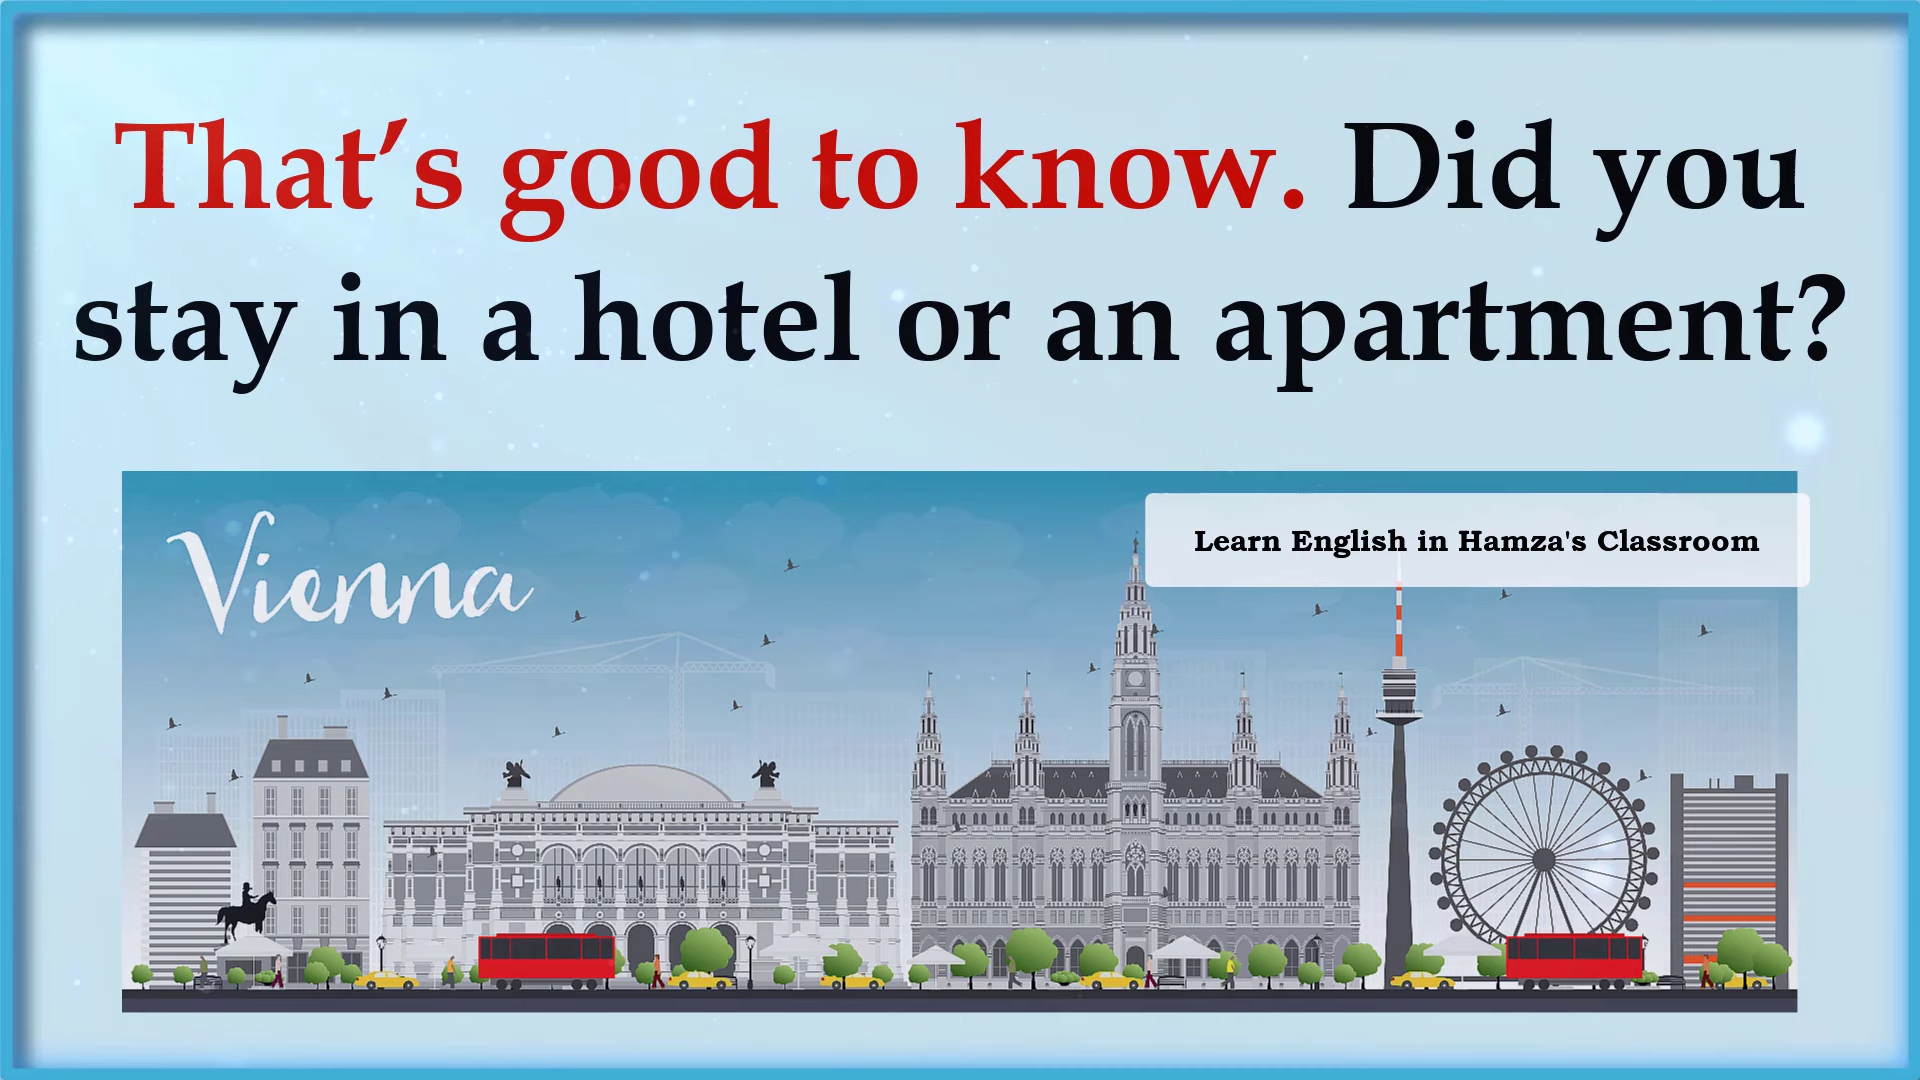 That’s good to know. Did you
stay in a hotel or an apartment?
Learn English in Hamza's Classroom
Vienna